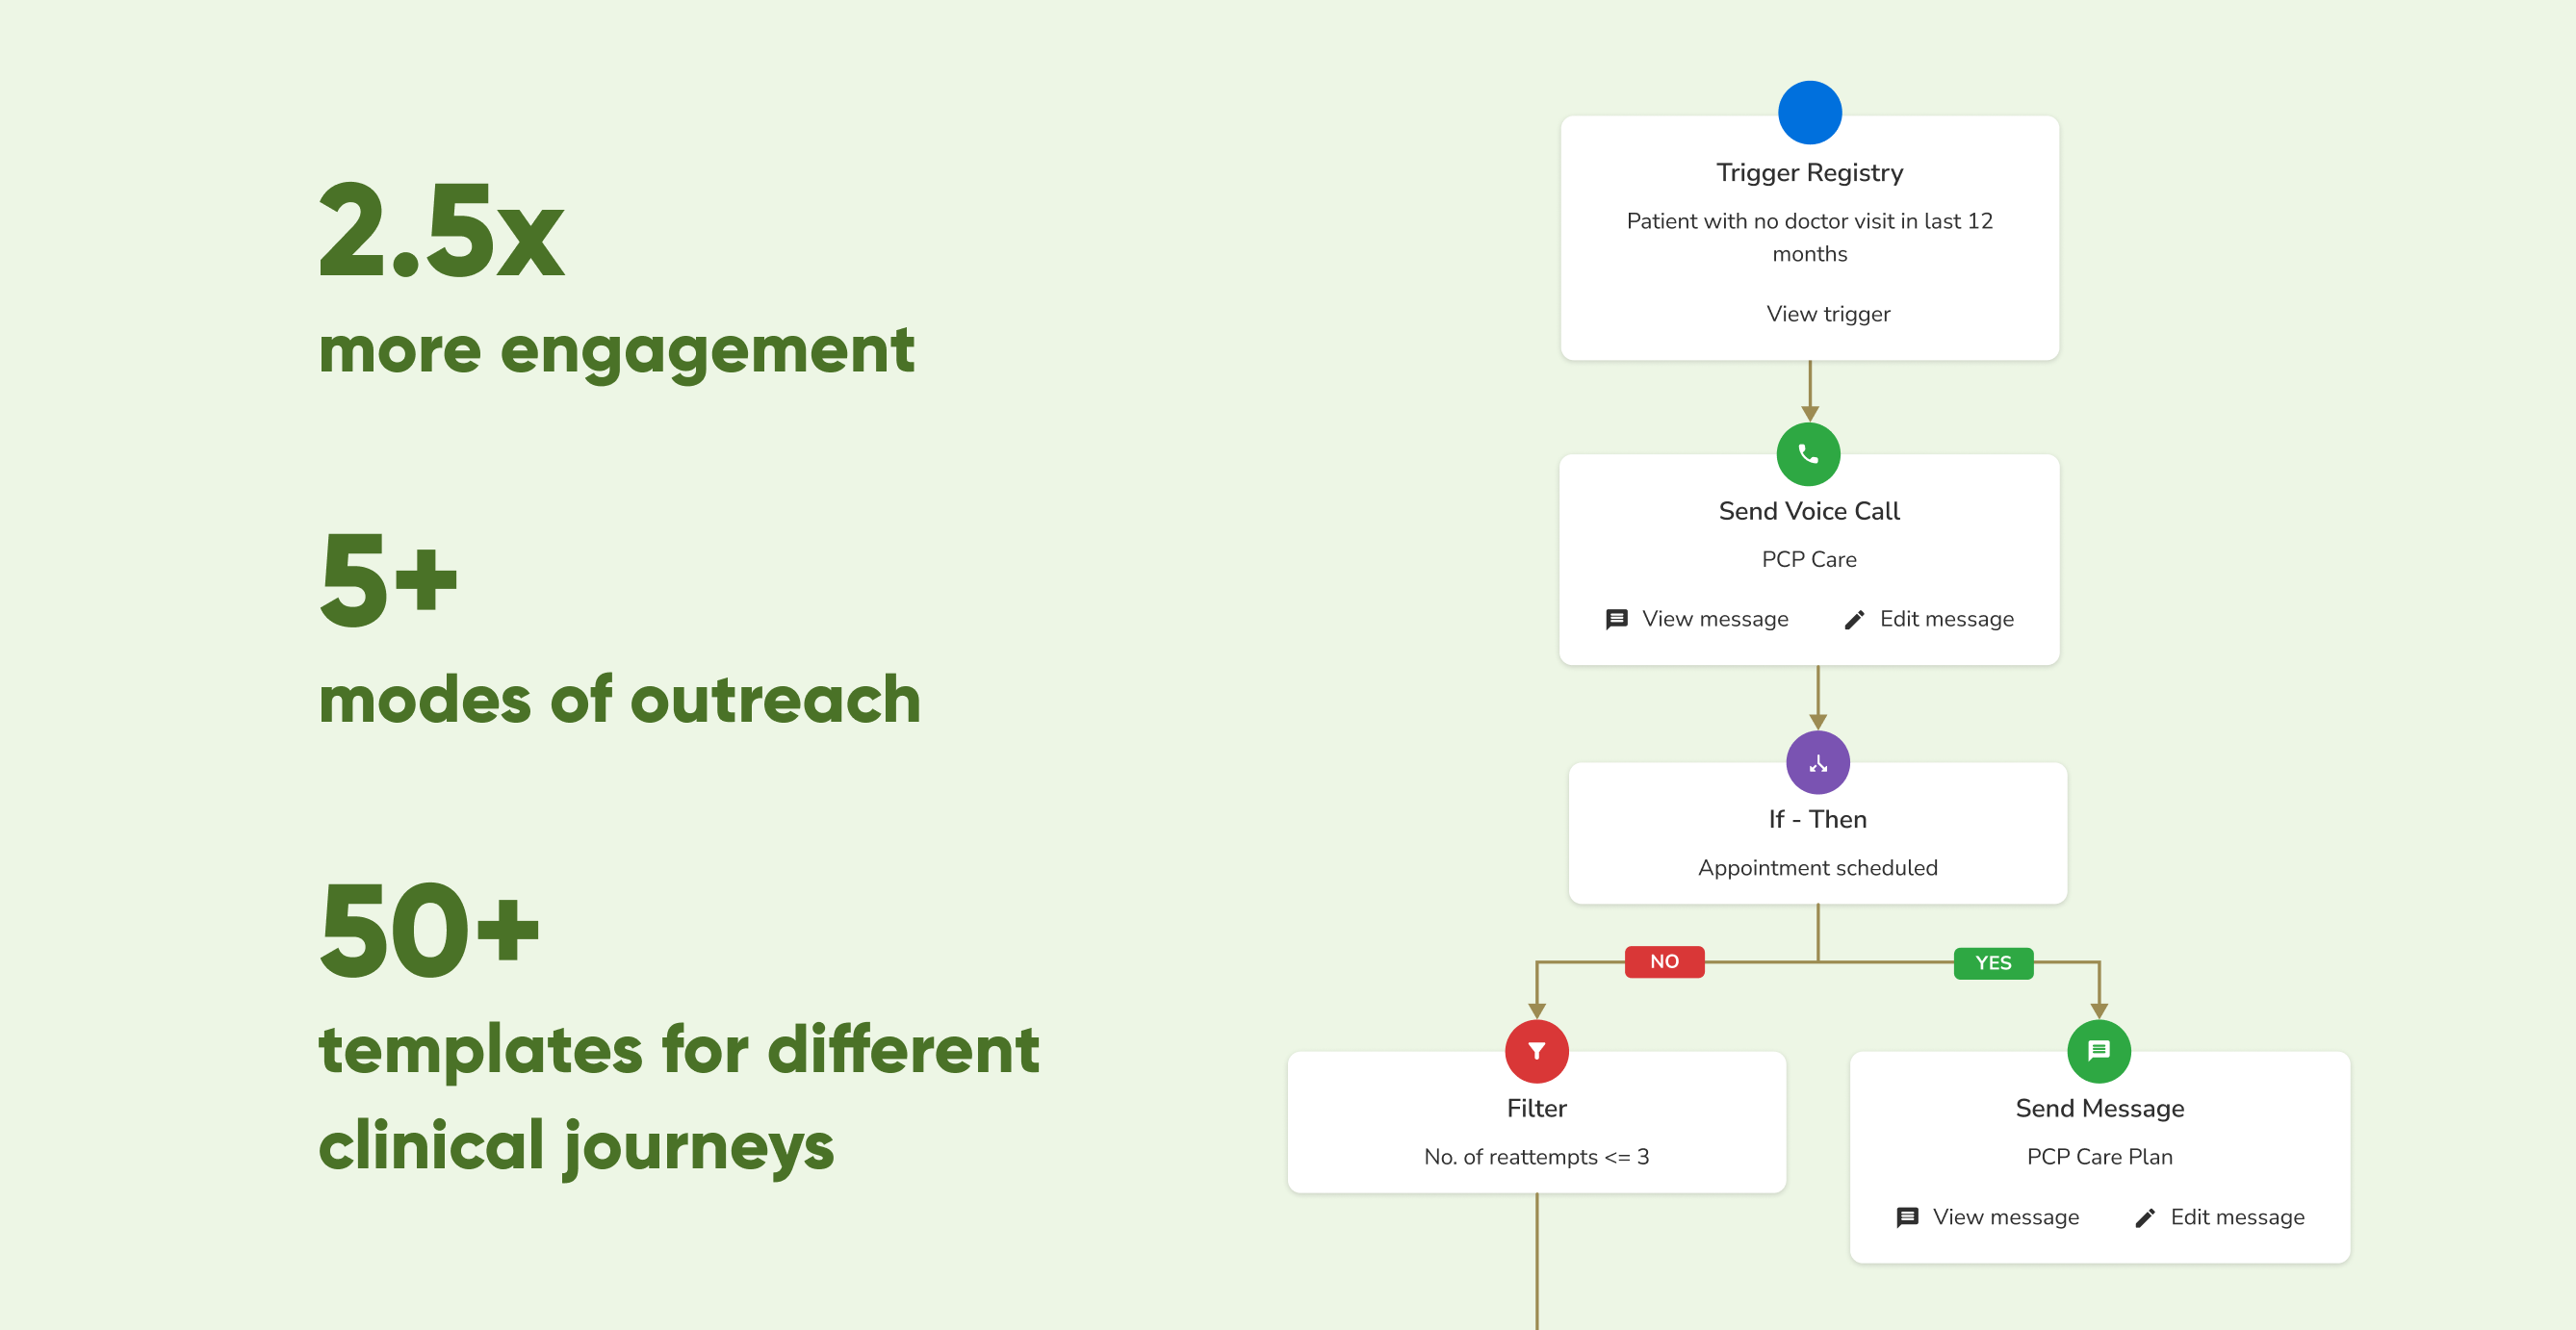 2.5x
more engagement
5+
modes of outreach
50+
templates for different
clinical journeys
Trigger Registry
Patient with no doctor visit in last 12
months
View trigger
Send Voice Call
PCP Care
View message Edit message
If - Then
Appointment scheduled
NO YES
Filter
No. of reattempts <= 3
Send Message
PCP Care Plan
View message Edit message